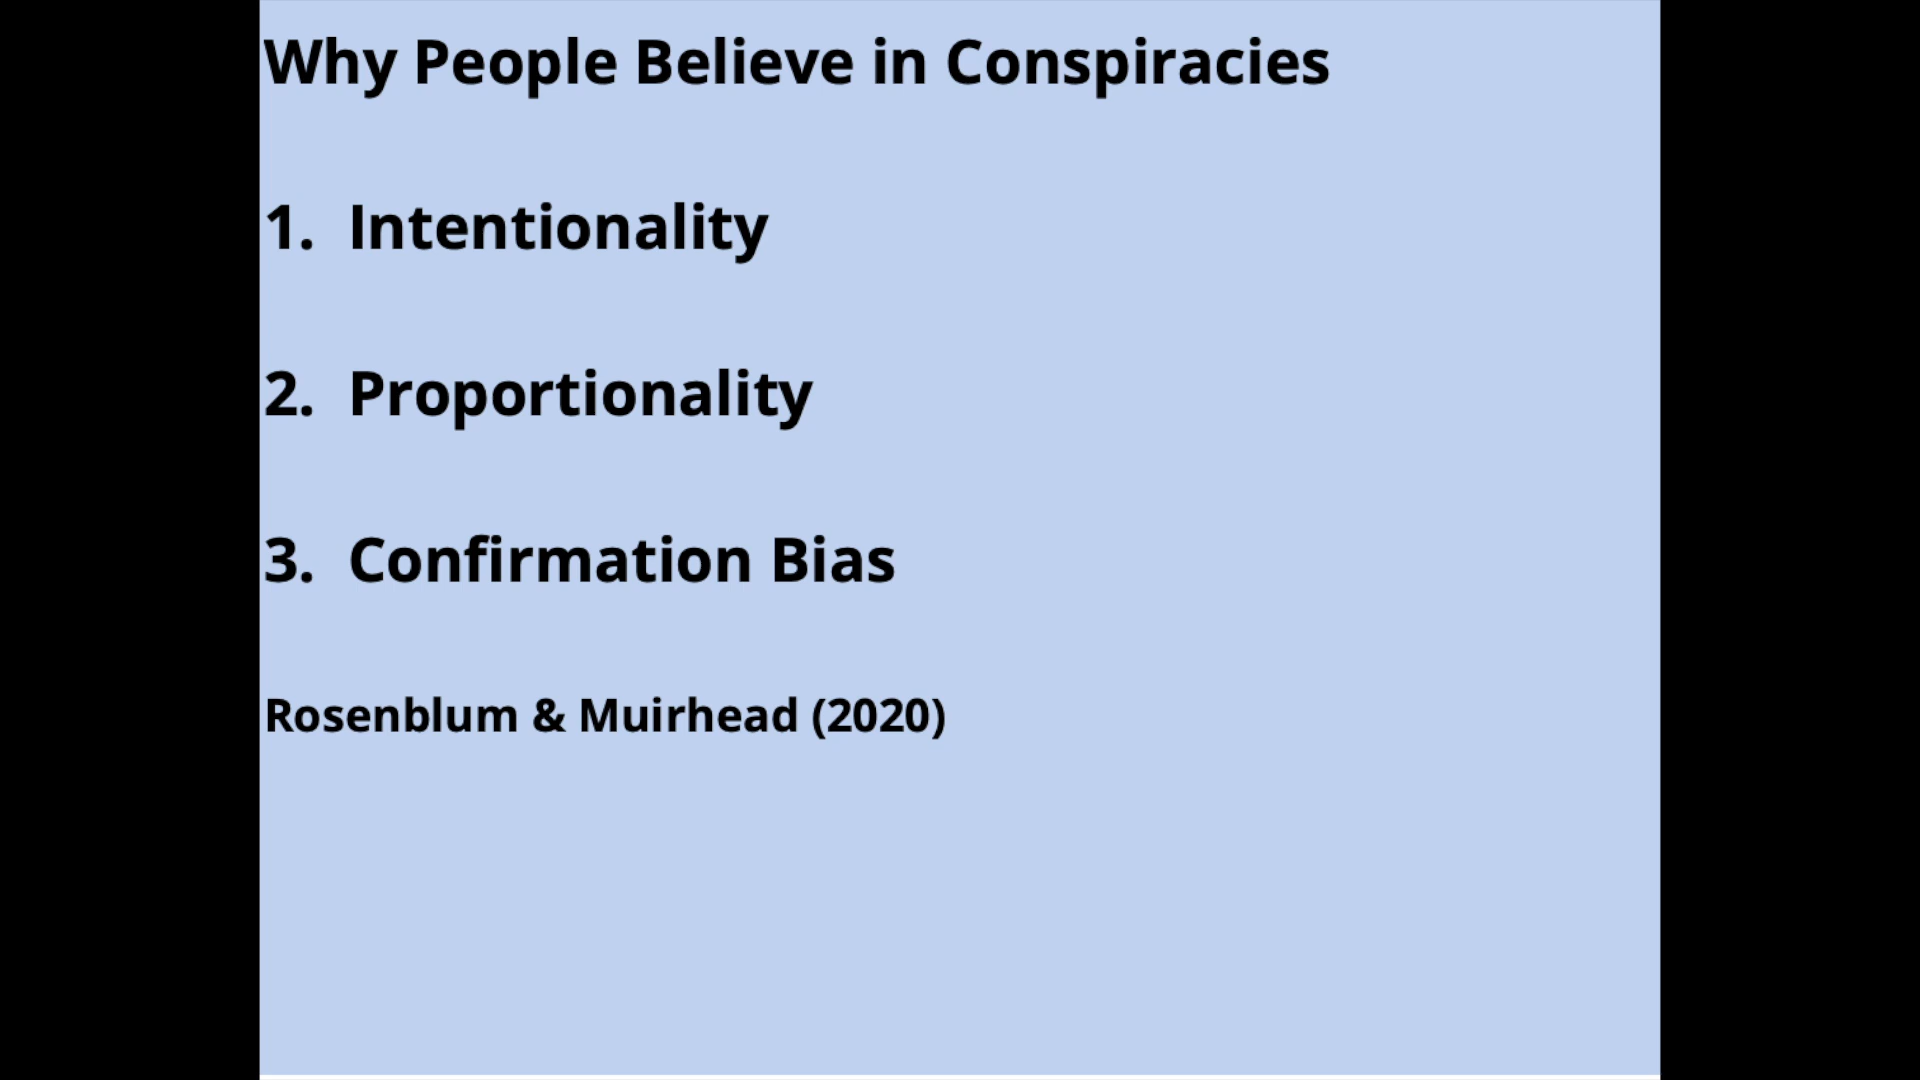 Why People Believe in Conspiracies
1. Intentionality
2. Proportionality
3. Confirmation Bias
Rosenblum & Muirhead (2020)